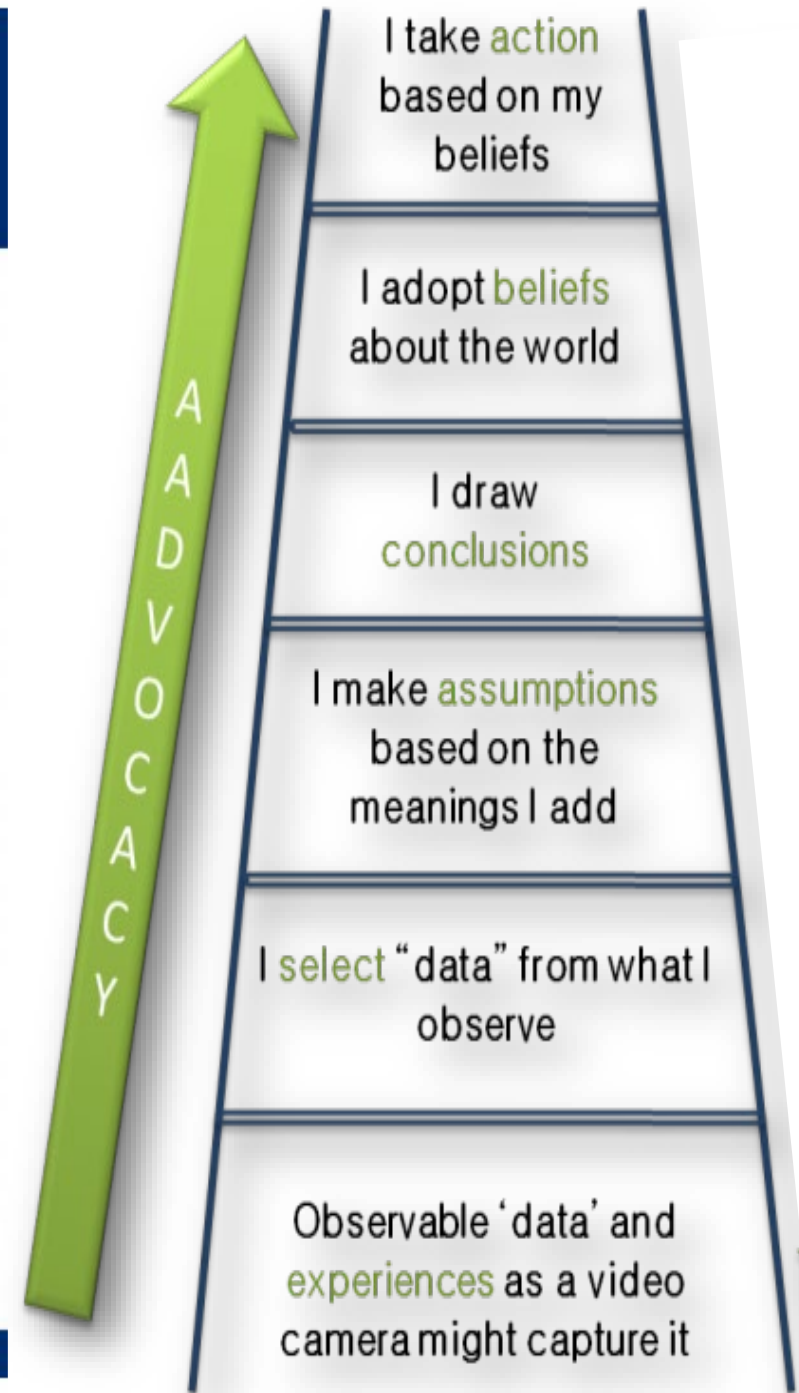 I take action
based on my
beliefs
I adopt beliefs
about the world
I draw
conclusions
I make assumptions
based on the
meanings I add
I select “data” from what I
observe
Observable ‘data’ and
experiences as a video
camera might capture it
A
A
D
V
O
C
A
C
Y